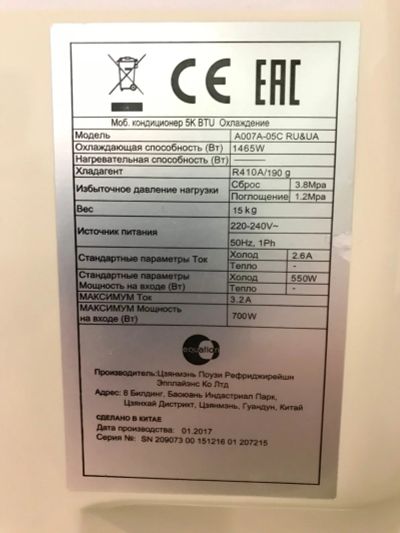 CE EAC
Моб. кондиционер 5K BTU Охлаждение
Модель A007A-05C RU&UA
Охлаждающая способность (Вт) 1465W
Нагревательная способность (Вт) ———
Хладагент R410A/190 g
Избыточное давление нагрузки Сброс 3.8Mpa
Поглощение 1.2Mpa
Вес 15 kg
Источник питания 220-240V~
50Hz, 1Ph
Стандартные параметры Ток Холод 2.6A
Тепло -
Стандартные параметры Мощность на входе (Вт) Холод 550W
Тепло -
МАКСИМУМ Ток 3.2A
МАКСИМУМ Мощность на входе (Вт) 700W
equation
Производитель:Цзянмэнь Поузи Рефриджирейшн
Эпплайэнс Ко Лтд
Адрес: 8 Билдинг, Баоюань Индастриал Парк,
Цзянхай Дистрикт, Цзянмэнь, Гуандун, Китай
СДЕЛАНО В КИТАЕ
Дата производства: 01.2017
Серия №: SN 209073 00 151216 01 207215